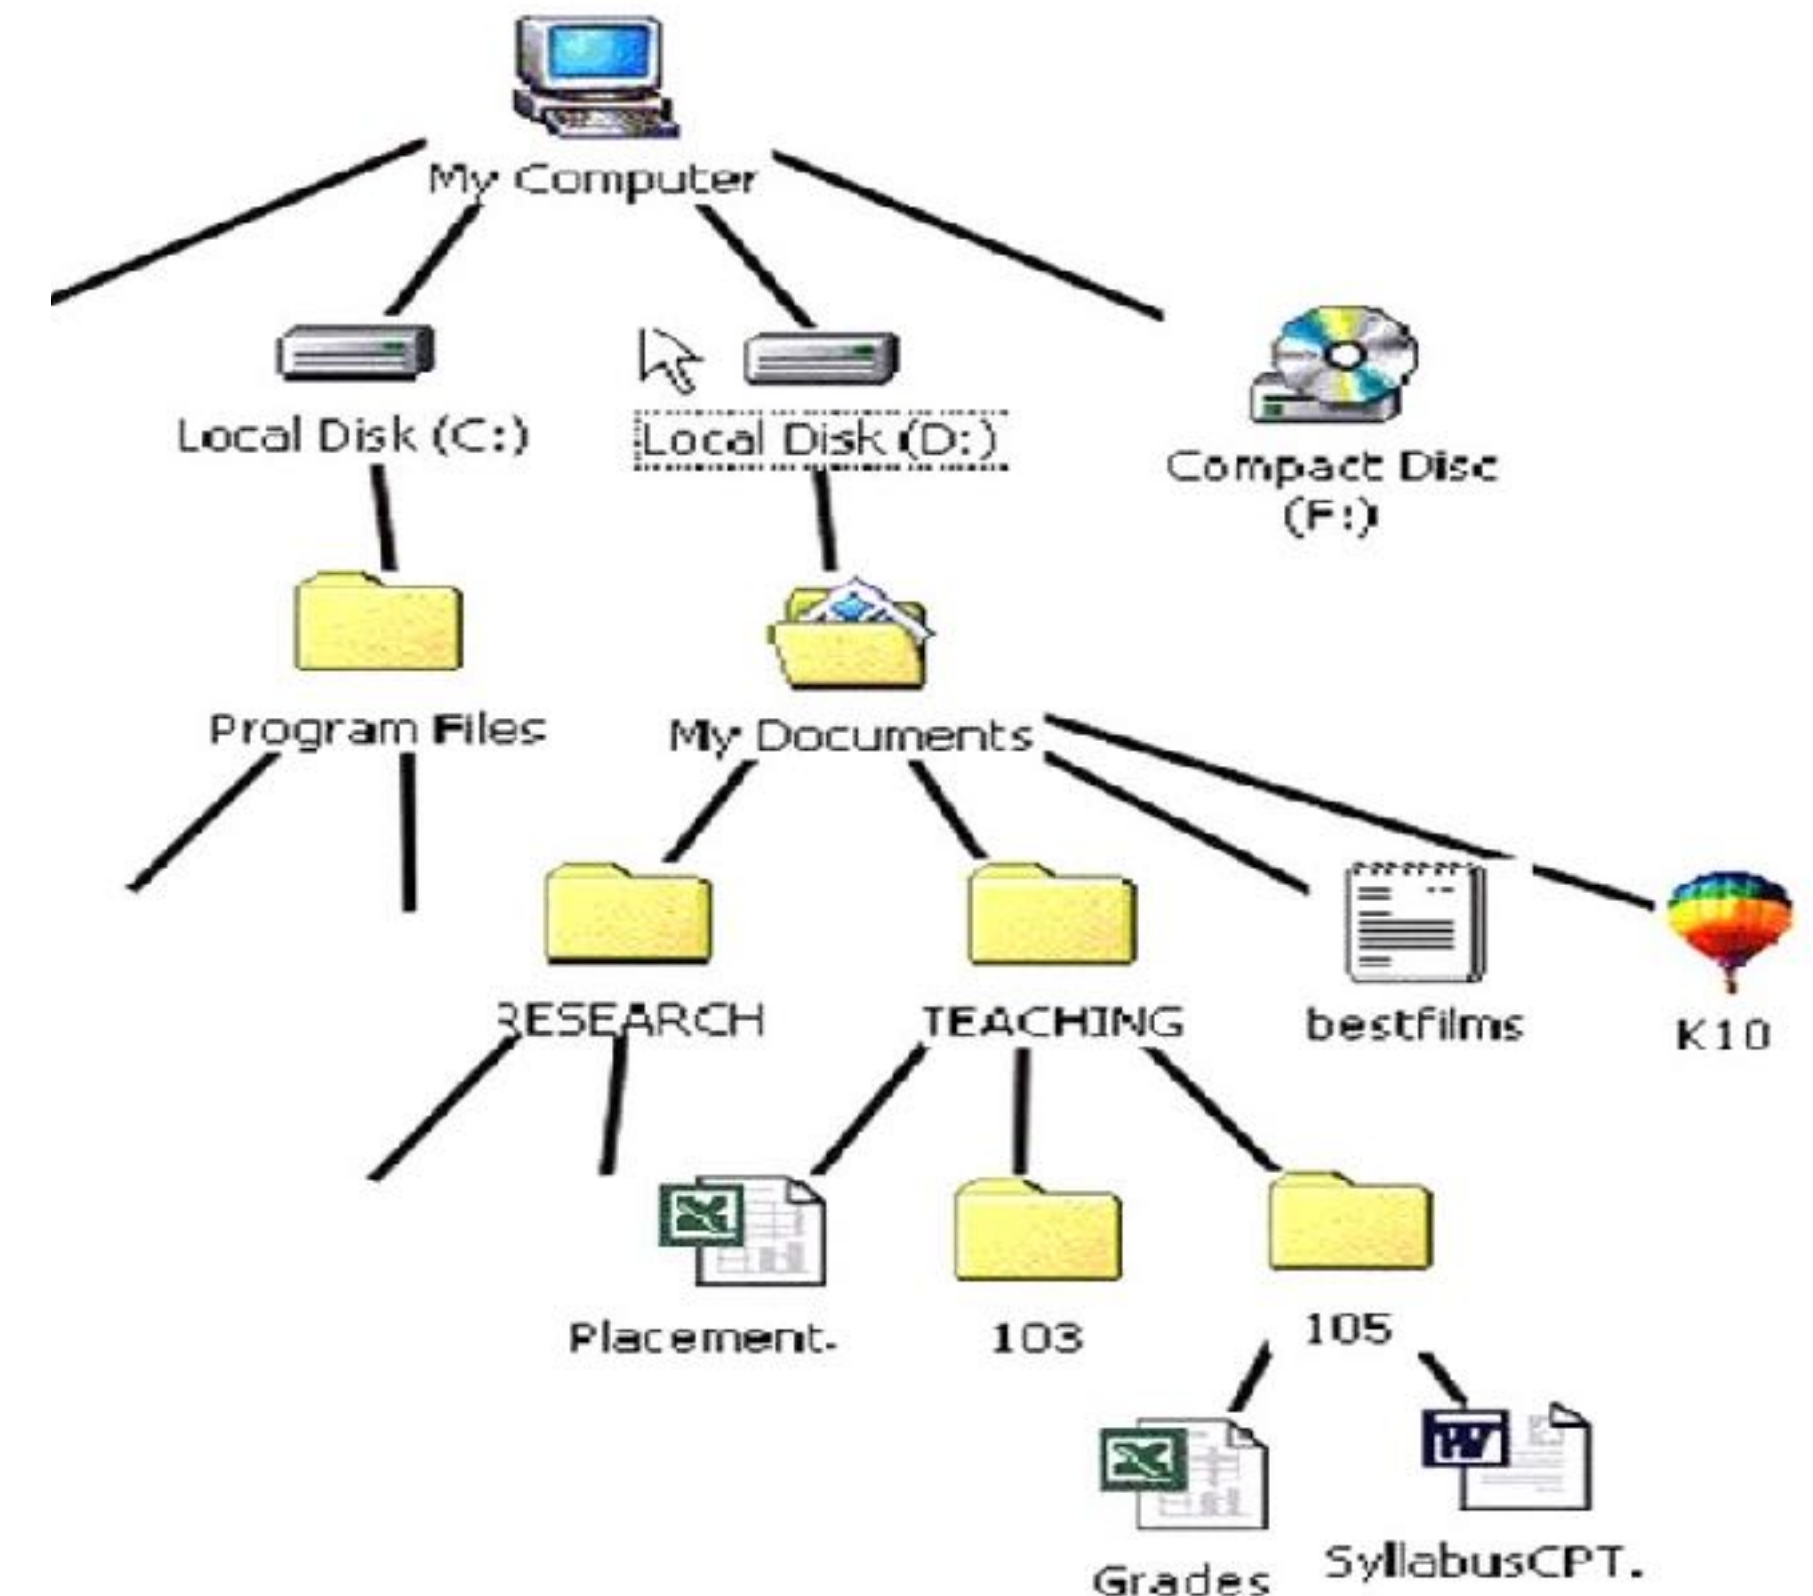 My Computer
Local Disk (C:)
Local Disk (D:)
Compact Disc
(F:)
Program Files
My Documents
RESEARCH
TEACHING
bestfilms
K10
Placement.
103
105
Grades
SyllabusCPT.